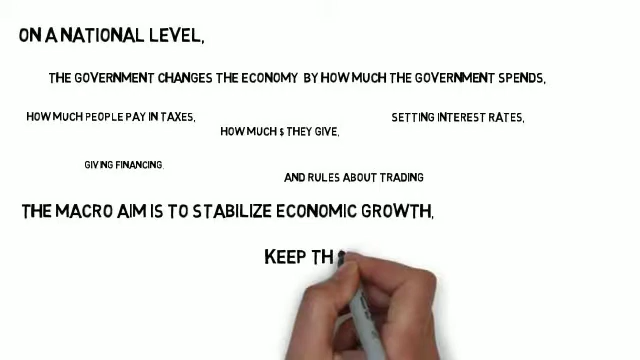 ON A NATIONAL LEVEL,
THE GOVERNMENT CHANGES THE ECONOMY BY HOW MUCH THE GOVERNMENT SPENDS,
HOW MUCH PEOPLE PAY IN TAXES,
HOW MUCH $ THEY GIVE,
SETTING INTEREST RATES,
GIVING FINANCING,
AND RULES ABOUT TRADING
THE MACRO AIM IS TO STABILIZE ECONOMIC GROWTH,
KEEP TH